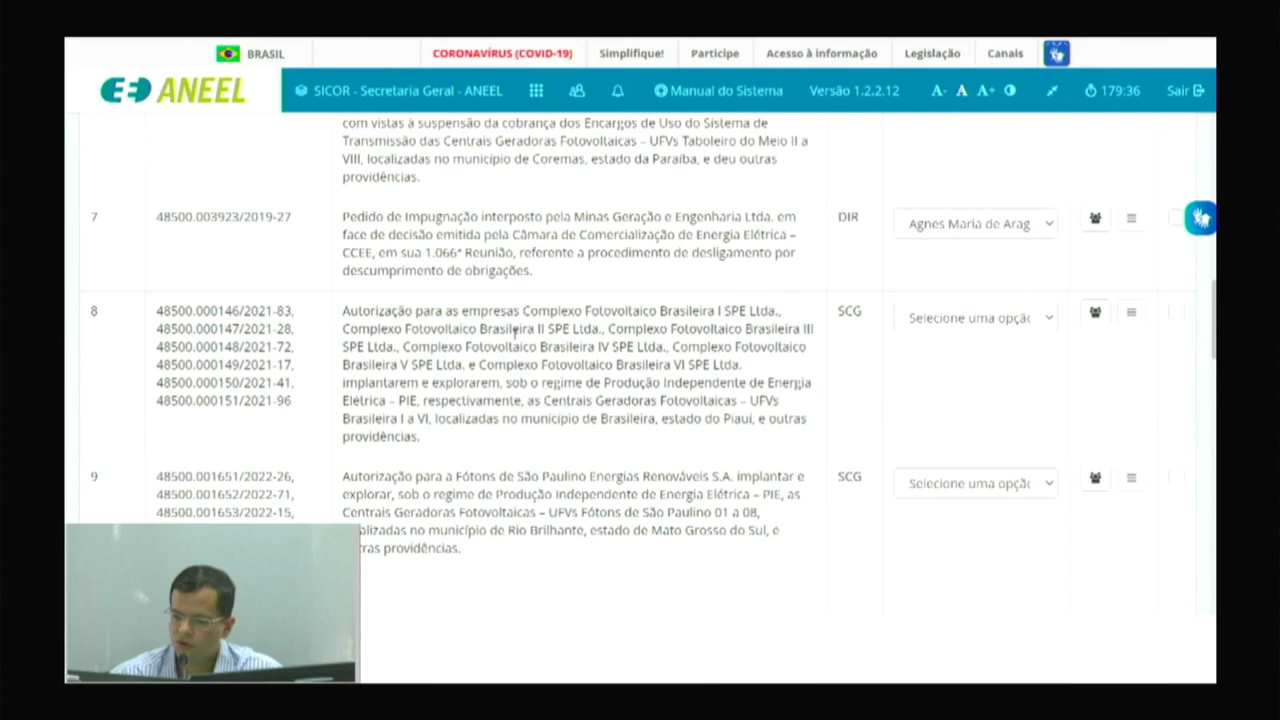 BRASIL
CORONAVÍRUS (COVID-19)
Simplifique!
Participe
Acesso à informação
Legislação
Canais
ANEEL
SICOR - Secretaria Geral - ANEEL
Manual do Sistema
Versão 1.2.2.12
A-
A
A+
179:36
Sair
com vistas à suspensão da cobrança dos Encargos de Uso do Sistema de
Transmissão das Centrais Geradoras Fotovoltaicas – UFVs Taboleiro do Meio II a
VIII, localizadas no município de Coremas, estado da Paraíba, e deu outras
providências.
7
48500.003923/2019-27
Pedido de Impugnação interposto pela Minas Geração e Engenharia Ltda. em
face de decisão emitida pela Câmara de Comercialização de Energia Elétrica –
CCEE, em sua 1.066ª Reunião, referente a procedimento de desligamento por
descumprimento de obrigações.
DIR
Agnes Maria de Arag
8
48500.000146/2021-83,
48500.000147/2021-28,
48500.000148/2021-72,
48500.000149/2021-17,
48500.000150/2021-41,
48500.000151/2021-96
Autorização para as empresas Complexo Fotovoltaico Brasileira I SPE Ltda.,
Complexo Fotovoltaico Brasileira II SPE Ltda., Complexo Fotovoltaico Brasileira III
SPE Ltda., Complexo Fotovoltaico Brasileira IV SPE Ltda., Complexo Fotovoltaico
Brasileira V SPE Ltda. e Complexo Fotovoltaico Brasileira VI SPE Ltda.
implantarem e explorarem, sob o regime de Produção Independente de Energia
Elétrica – PIE, respectivamente, as Centrais Geradoras Fotovoltaicas – UFVs
Brasileira I a VI, localizadas no município de Brasileira, estado do Piauí, e outras
providências.
SCG
Selecione uma opçã
9
48500.001651/2022-26,
48500.001652/2022-71,
48500.001653/2022-15,
Autorização para a Fótons de São Paulino Energias Renováveis S.A. implantar e
explorar, sob o regime de Produção Independente de Energia Elétrica – PIE, as
Centrais Geradoras Fotovoltaicas – UFVs Fótons de São Paulino 01 a 08,
alizadas no município de Rio Brilhante, estado de Mato Grosso do Sul, e
tras providências.
SCG
Selecione uma opçã